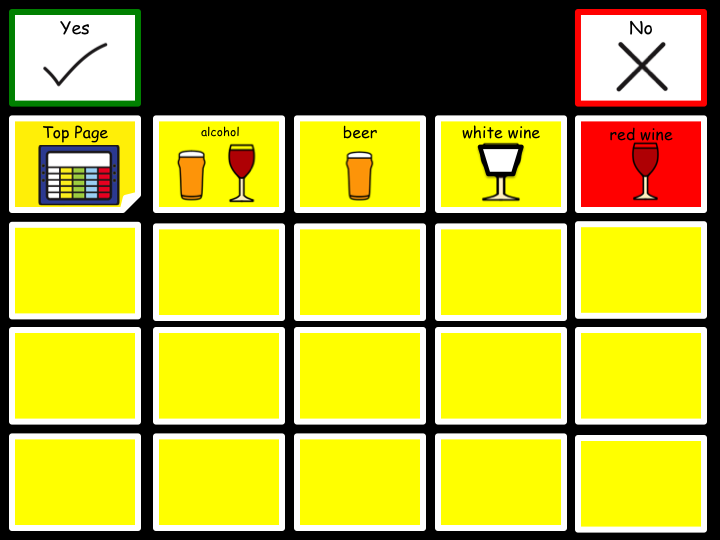 Yes
No
Top Page
alcohol
beer
white wine
red wine